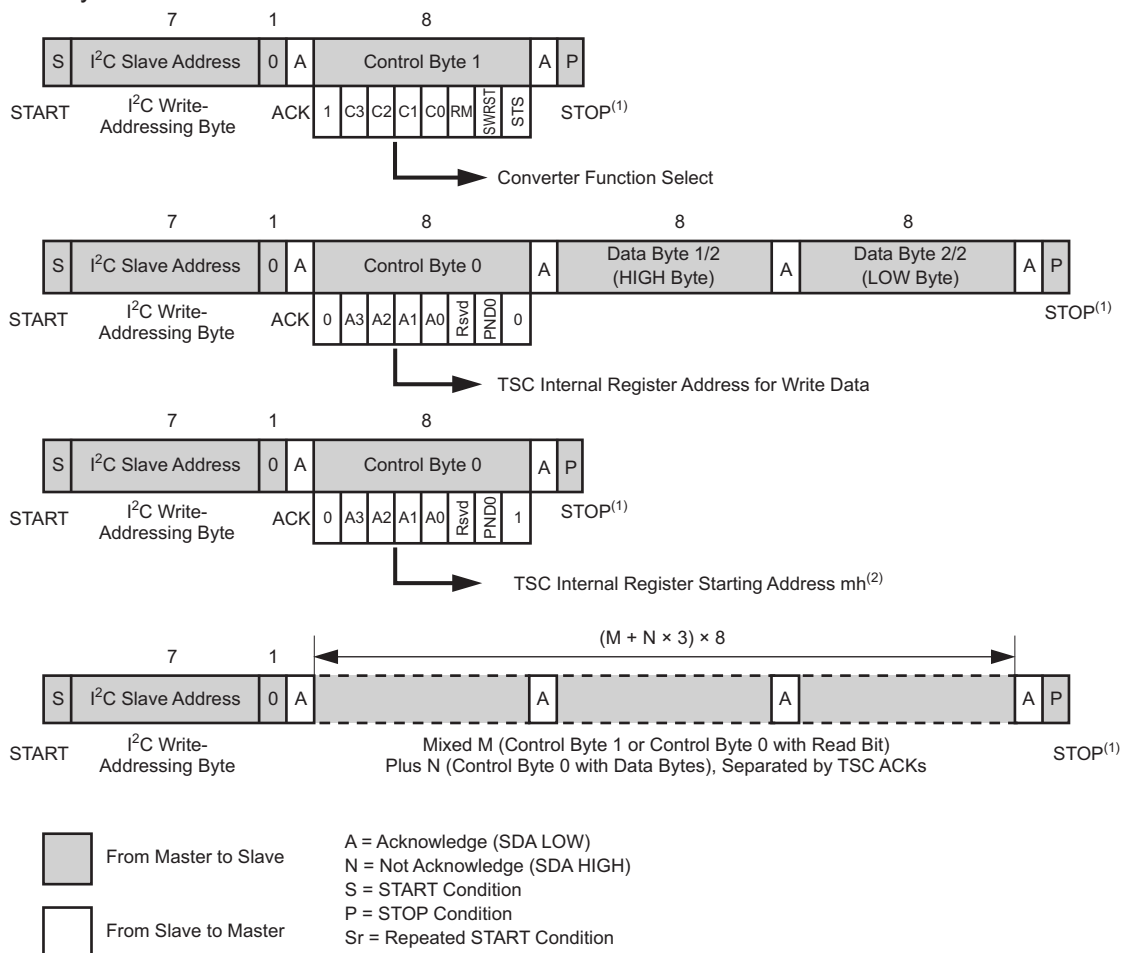 7 1 8
S I²C Slave Address 0 A Control Byte 1 A P
START I²C Write-Addressing Byte ACK 1 C3 C2 C1 C0 RM SWRST STS STOP(1)
Converter Function Select
7 1 8 8 8
S I²C Slave Address 0 A Control Byte 0 A Data Byte 1/2 (HIGH Byte) A Data Byte 2/2 (LOW Byte) A P
START I²C Write-Addressing Byte ACK 0 A3 A2 A1 A0 Rsvd PND0 0 STOP(1)
TSC Internal Register Address for Write Data
7 1 8
S I²C Slave Address 0 A Control Byte 0 A P
START I²C Write-Addressing Byte ACK 0 A3 A2 A1 A0 Rsvd PND0 1 STOP(1)
TSC Internal Register Starting Address mh(2)
(M + N × 3) × 8
7 1
S I²C Slave Address 0 A A A A P
START I²C Write-Addressing Byte STOP(1)
Mixed M (Control Byte 1 or Control Byte 0 with Read Bit)
Plus N (Control Byte 0 with Data Bytes), Separated by TSC ACKs
From Master to Slave
From Slave to Master
A = Acknowledge (SDA LOW)
N = Not Acknowledge (SDA HIGH)
S = START Condition
P = STOP Condition
Sr = Repeated START Condition